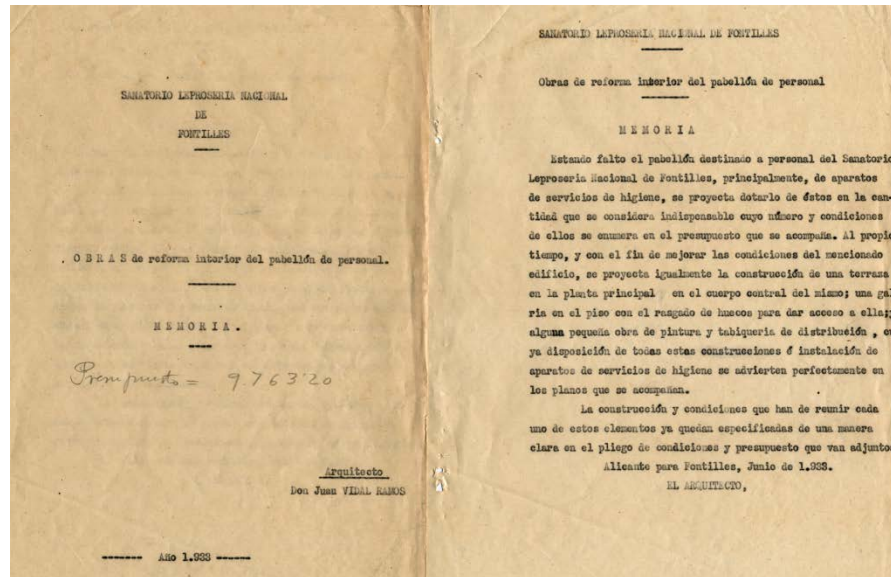 SANATORIO LEPROSERIA NACIONAL
DE
FONTILLES
. O B R A S de reforma interior del pabellón de personal.
M E M O R I A .
Presupuesto = 9.763'20
Arquitecto
Don Juan VIDAL RAMOS
------- Año 1.933 ------
SANATORIO LEPROSERIA NACIONAL DE FONTILLES
Obras de reforma interior del pabellón de personal
M E M O R I A
Estando falto el pabellón destinado a personal del Sanatorio
Leproseria Nacional de Fontilles, principalmente, de aparatos
de servicios de higiene, se proyecta dotarlo de éstos en la can-
tidad que se considera indispensable cuyo número y condiciones
de ellos se enumera en el presupuesto que se acompaña. Al propio
tiempo, y con el fin de mejorar las condiciones del mencionado
edificio, se proyecta igualmente la construcción de una terraza
en la planta principal en el cuerpo central del mismo; una gal
ria en el piso con el rasgado de huecos para dar acceso a ella;y
alguna pequeña obra de pintura y tabiqueria de distribución , cu
ya disposición de todas estas construcciones é instalación de
aparatos de servicios de higiene se advierten perfectamente en
los planos que se acompañan.
La construcción y condiciones que han de reunir cada
uno de estos elementos ya quedan especificadas de una manera
clara en el pliego de condiciones y presupuesto que van adjunto
Alicante para Fontilles, Junio de 1.933.
EL ARQUITECTO,